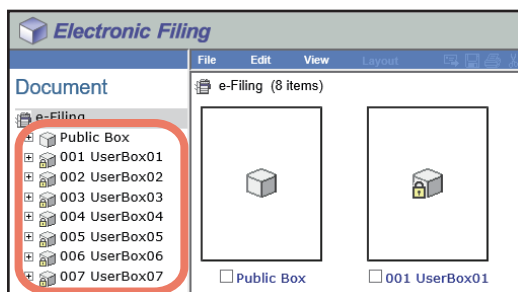 Electronic Filing
File Edit View Layout
Document
e-Filing (8 items)
e-Filing
Public Box
001 UserBox01
002 UserBox02
003 UserBox03
004 UserBox04
005 UserBox05
006 UserBox06
007 UserBox07
Public Box
001 UserBox01